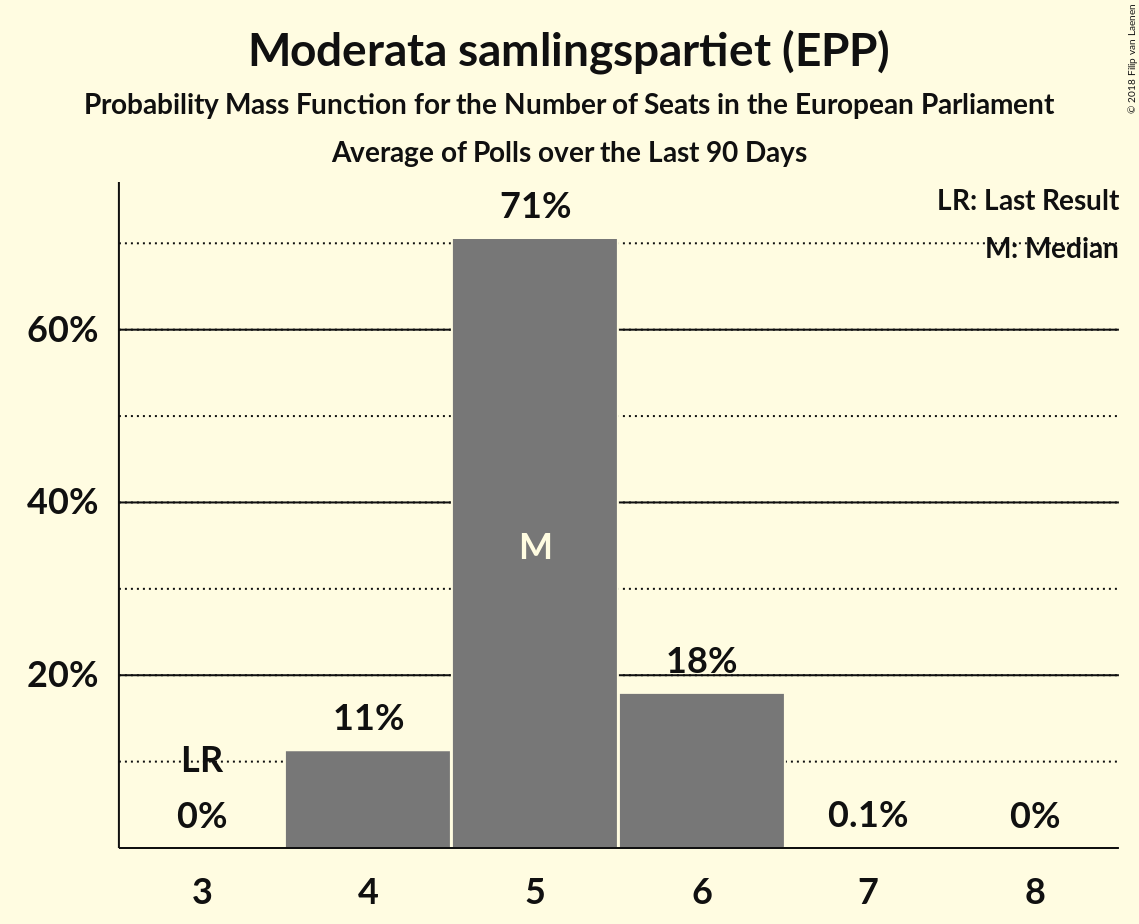 Moderata samlingspartiet (EPP)
Probability Mass Function for the Number of Seats in the European Parliament
Average of Polls over the Last 90 Days
© 2018 Filip van Laenen
LR: Last Result
M: Median
71%
60%
40%
M
20%
18%
11%
LR
0%
0.1%
0%
3 4 5 6 7 8